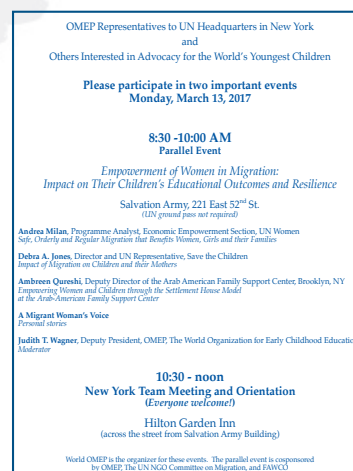 OMEP Representatives to UN Headquarters in New York
and
Others Interested in Advocacy for the World's Youngest Children
Please participate in two important events
Monday, March 13, 2017
8:30 -10:00 AM
Parallel Event
Empowerment of Women in Migration:
Impact on Their Children's Educational Outcomes and Resilience
Salvation Army, 221 East 52nd St.
(UN ground pass not required)
Andrea Milan, Programme Analyst, Economic Empowerment Section, UN Women
Safe, Orderly and Regular Migration that Benefits Women, Girls and their Families
Debra A. Jones, Director and UN Representative, Save the Children
Impact of Migration on Children and their Mothers
Ambreen Qureshi, Deputy Director of the Arab American Family Support Center, Brooklyn, NY
Empowering Women and Children through the Settlement House Model
at the Arab-American Family Support Center
A Migrant Woman's Voice
Personal stories
Judith T. Wagner, Deputy President, OMEP, The World Organization for Early Childhood Educatio
Moderator
10:30 - noon
New York Team Meeting and Orientation
(Everyone welcome!)
Hilton Garden Inn
(across the street from Salvation Army Building)
World OMEP is the organizer for these events. The parallel event is cosponsored
by OMEP, The UN NGO Committee on Migration, and FAWCO